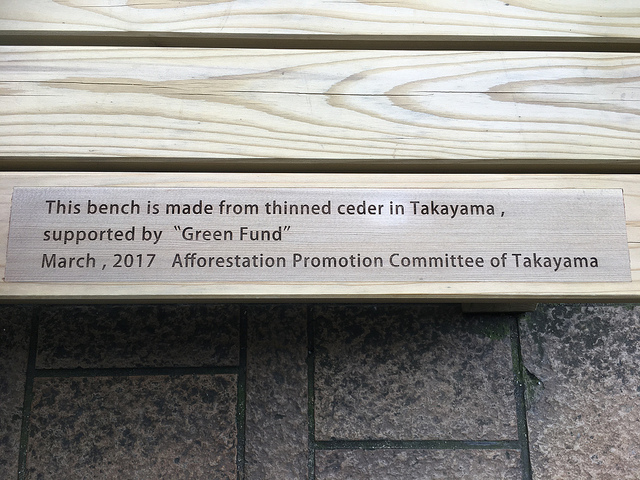 This bench is made from thinned ceder in Takayama ,
supported by “Green Fund”
March , 2017 Afforestation Promotion Committee of Takayama